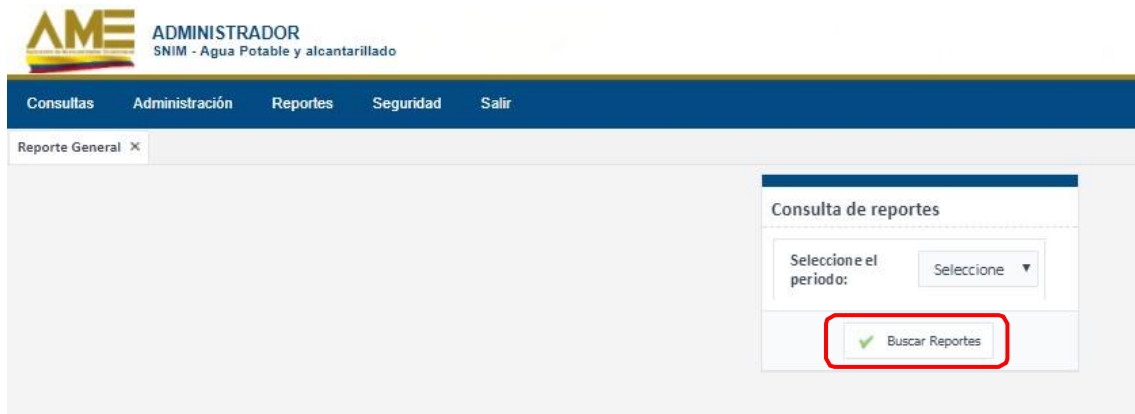 AME
ADMINISTRADOR
SNIM - Agua Potable y alcantarillado
Consultas Administración Reportes Seguridad Salir
Reporte General ×
Consulta de reportes
Seleccione el
periodo:
Seleccione ▼
Buscar Reportes